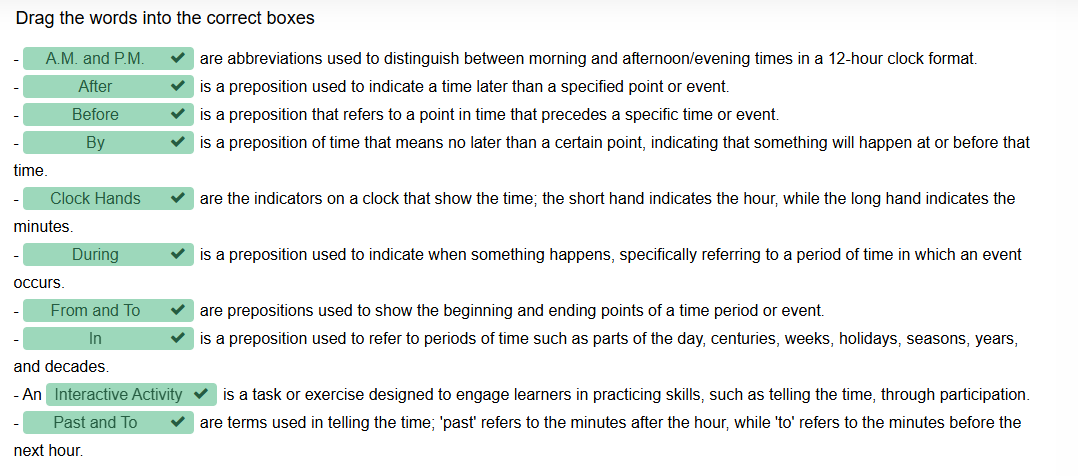 Drag the words into the correct boxes
- A.M. and P.M. ✔ are abbreviations used to distinguish between morning and afternoon/evening times in a 12-hour clock format.
- After ✔ is a preposition used to indicate a time later than a specified point or event.
- Before ✔ is a preposition that refers to a point in time that precedes a specific time or event.
- By ✔ is a preposition of time that means no later than a certain point, indicating that something will happen at or before that
time.
- Clock Hands ✔ are the indicators on a clock that show the time; the short hand indicates the hour, while the long hand indicates the
minutes.
- During ✔ is a preposition used to indicate when something happens, specifically referring to a period of time in which an event
occurs.
- From and To ✔ are prepositions used to show the beginning and ending points of a time period or event.
- In ✔ is a preposition used to refer to periods of time such as parts of the day, centuries, weeks, holidays, seasons, years,
and decades.
- An Interactive Activity ✔ is a task or exercise designed to engage learners in practicing skills, such as telling the time, through participation.
- Past and To ✔ are terms used in telling the time; 'past' refers to the minutes after the hour, while 'to' refers to the minutes before the
next hour.